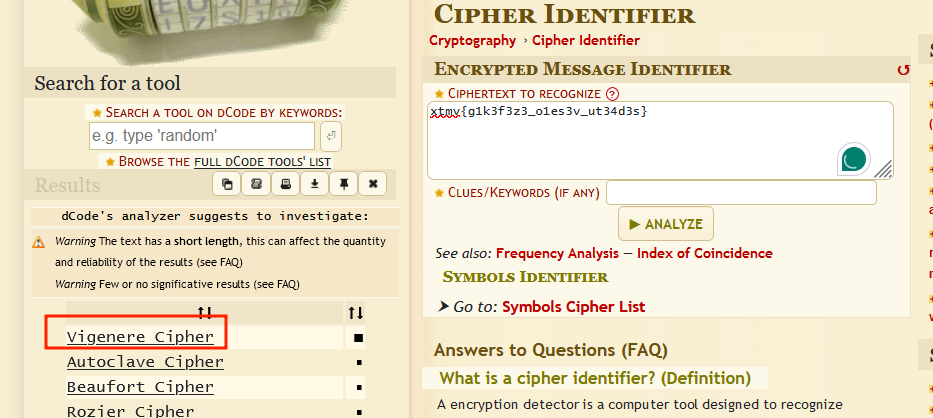 Search for a tool
★ SEARCH A TOOL ON DCODE BY KEYWORDS:
e.g. type 'random'
★ BROWSE THE FULL DCODE TOOLS' LIST
Results
dCode's analyzer suggests to investigate:
Warning The text has a short length, this can affect the quantity
and reliability of the results (see FAQ)
Warning Few or no significative results (see FAQ)
↑↓ ↑↓
Vigenere Cipher ■
Autoclave Cipher ▪
Beaufort Cipher ▪
Rozier Cipher ▪
CIPHER IDENTIFIER
Cryptography › Cipher Identifier
ENCRYPTED MESSAGE IDENTIFIER
★ CIPHERTEXT TO RECOGNIZE ?
xtmv{g1k3f3z3_o1es3v_ut34d3s}
★ CLUES/KEYWORDS (IF ANY)
▶ ANALYZE
See also: Frequency Analysis — Index of Coincidence
SYMBOLS IDENTIFIER
➤ Go to: Symbols Cipher List
Answers to Questions (FAQ)
What is a cipher identifier? (Definition)
A encryption detector is a computer tool designed to recognize